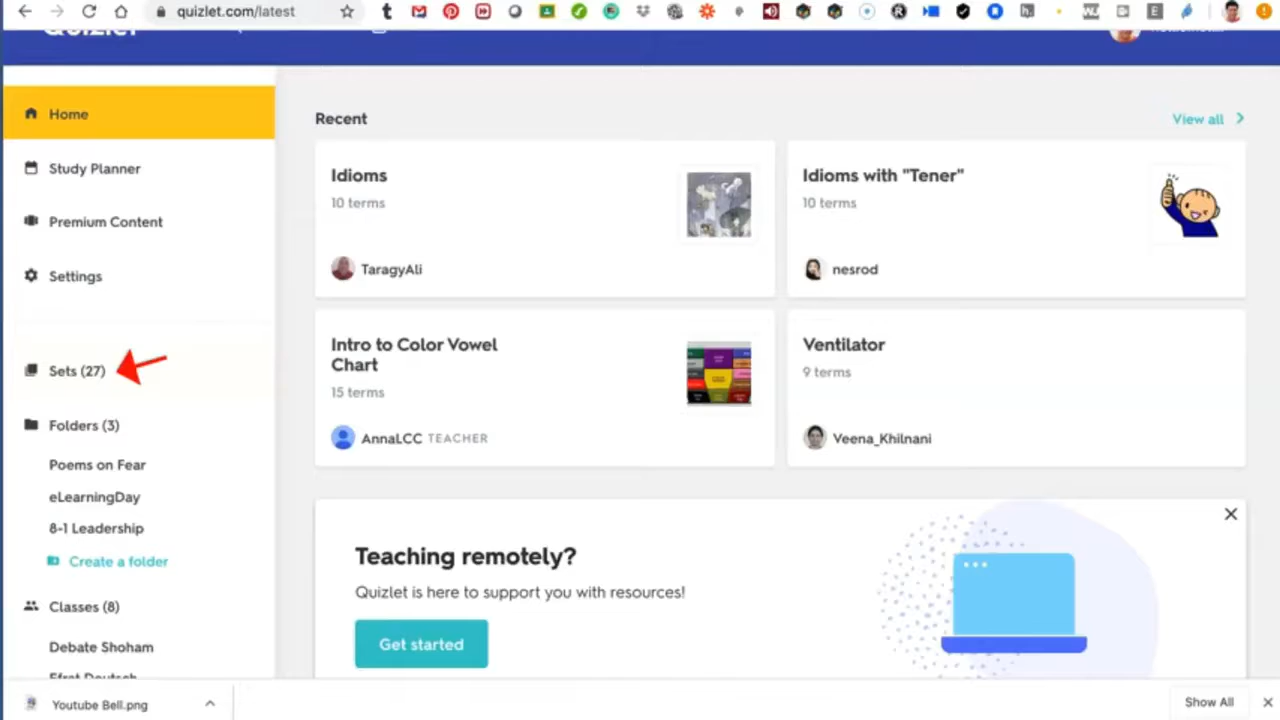 quizlet.com/latest
Quizlet
Home
Study Planner
Premium Content
Settings
Sets (27)
Folders (3)
Poems on Fear
eLearningDay
8-1 Leadership
Create a folder
Classes (8)
Debate Shoham
Efrat Deutsch
Recent
View all
Idioms
10 terms
TaragyAli
Idioms with "Tener"
10 terms
nesrod
Intro to Color Vowel
Chart
15 terms
AnnaLCC TEACHER
Ventilator
9 terms
Veena_Khilnani
Teaching remotely?
Quizlet is here to support you with resources!
Get started
Youtube Bell.png
Show All